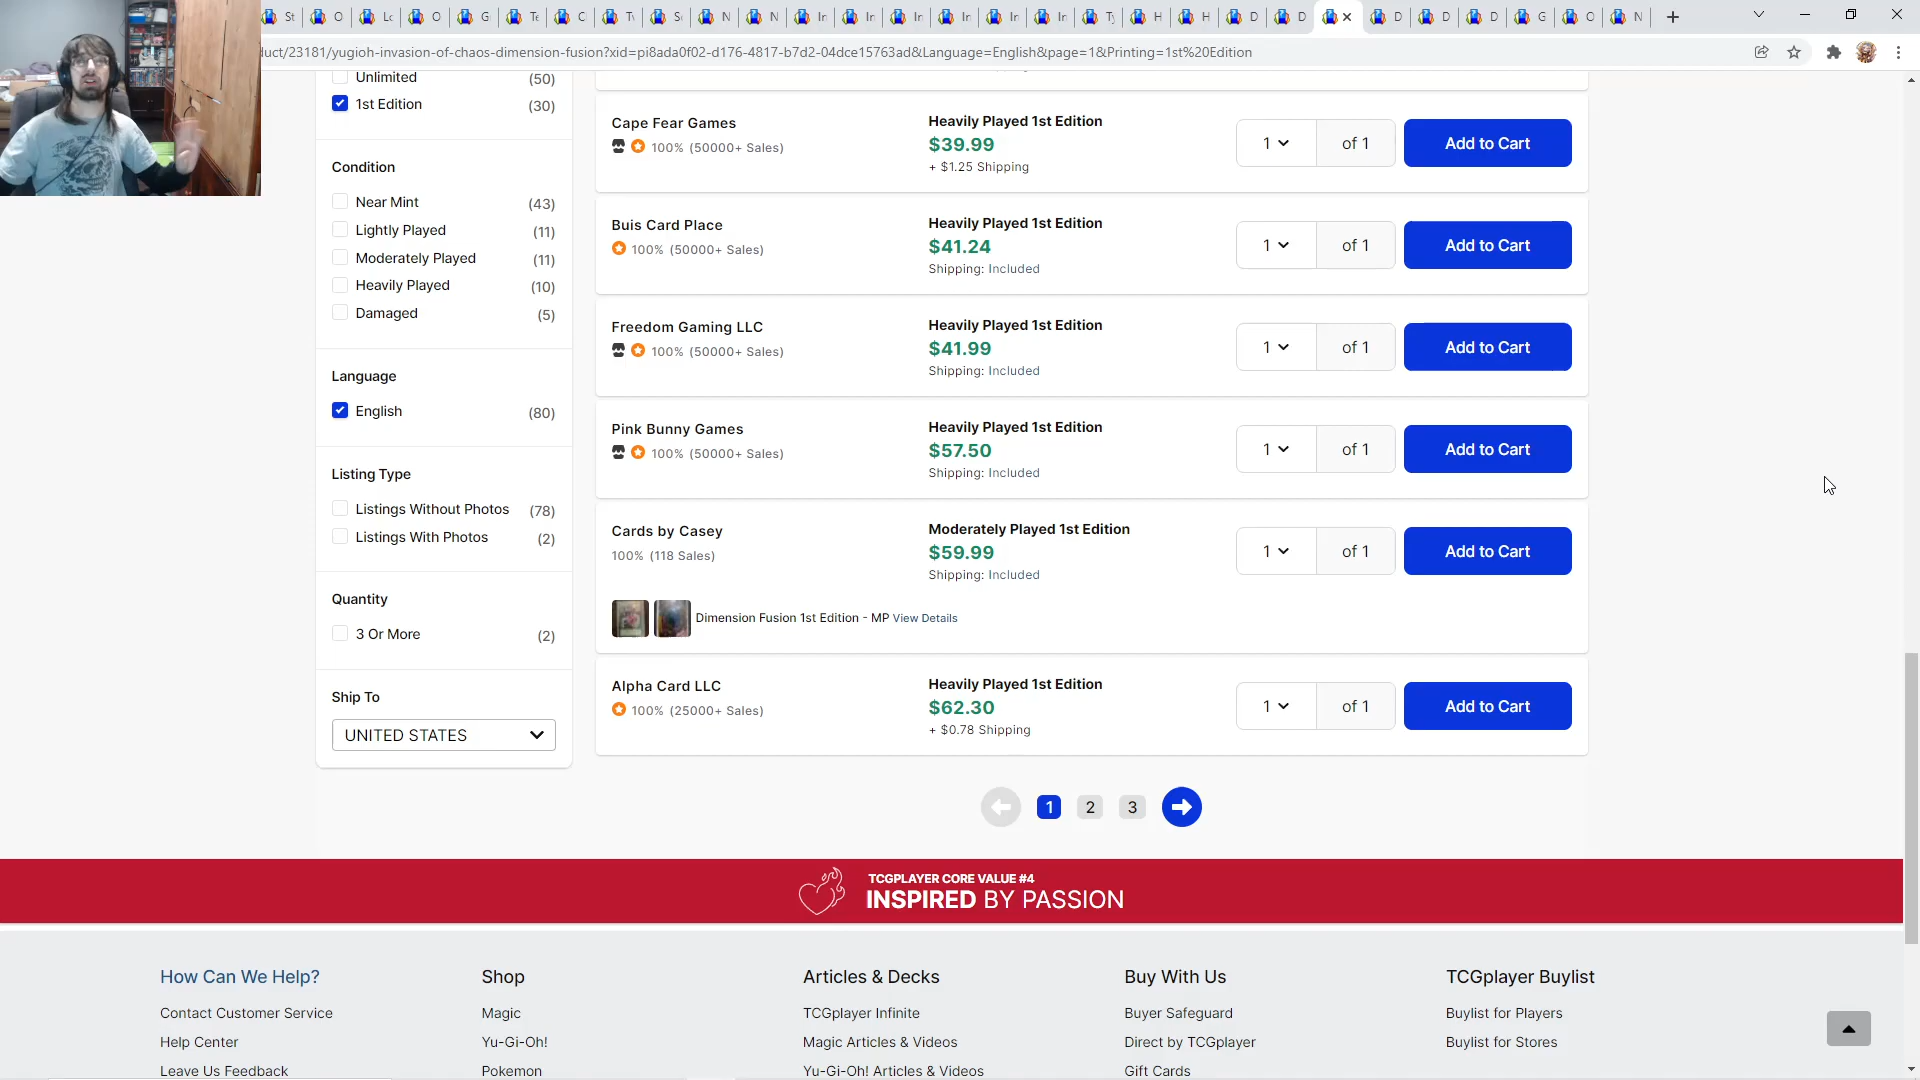 St
O
Lo
O
G
Te
C
Tv
S
N
N
In
In
In
In
In
In
Ty
H
H
D
D
D
D
D
G
O
N
duct/23181/yugioh-invasion-of-chaos-dimension-fusion?xid=pi8ada0f02-d176-4817-b7d2-04dce15763ad&Language=English&page=1&Printing=1st%20Edition
Unlimited (50)
1st Edition (30)
Condition
Near Mint (43)
Lightly Played (11)
Moderately Played (11)
Heavily Played (10)
Damaged (5)
Language
English (80)
Listing Type
Listings Without Photos (78)
Listings With Photos (2)
Quantity
3 Or More (2)
Ship To
UNITED STATES
Cape Fear Games
100% (50000+ Sales)
Heavily Played 1st Edition
$39.99
+ $1.25 Shipping
1 of 1 Add to Cart
Buis Card Place
100% (50000+ Sales)
Heavily Played 1st Edition
$41.24
Shipping: Included
1 of 1 Add to Cart
Freedom Gaming LLC
100% (50000+ Sales)
Heavily Played 1st Edition
$41.99
Shipping: Included
1 of 1 Add to Cart
Pink Bunny Games
100% (50000+ Sales)
Heavily Played 1st Edition
$57.50
Shipping: Included
1 of 1 Add to Cart
Cards by Casey
100% (118 Sales)
Moderately Played 1st Edition
$59.99
Shipping: Included
1 of 1 Add to Cart
Dimension Fusion 1st Edition - MP View Details
Alpha Card LLC
100% (25000+ Sales)
Heavily Played 1st Edition
$62.30
+ $0.78 Shipping
1 of 1 Add to Cart
1 2 3
TCGPLAYER CORE VALUE #4
INSPIRED BY PASSION
How Can We Help?
Contact Customer Service
Help Center
Leave Us Feedback
Shop
Magic
Yu-Gi-Oh!
Pokemon
Articles & Decks
TCGplayer Infinite
Magic Articles & Videos
Yu-Gi-Oh! Articles & Videos
Buy With Us
Buyer Safeguard
Direct by TCGplayer
Gift Cards
TCGplayer Buylist
Buylist for Players
Buylist for Stores